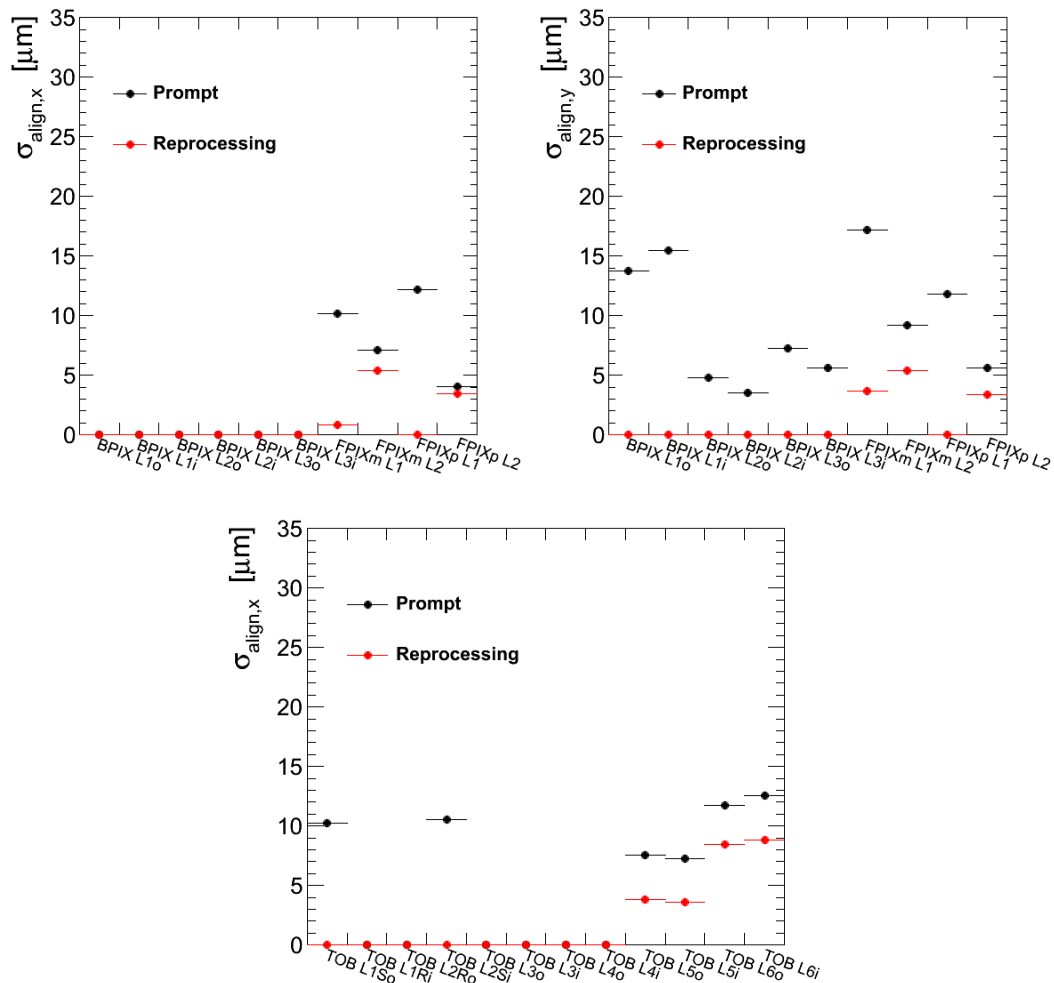 σalign,x [μm]
35
30
25
20
15
10
5
0
Prompt
Reprocessing
BPIX L1o
BPIX L1i
BPIX L2o
BPIX L2i
BPIX L3o
BPIX L3i
FPIXm L1
FPIXm L2
FPIXp L1
FPIXp L2
σalign,y [μm]
35
30
25
20
15
10
5
0
Prompt
Reprocessing
BPIX L1o
BPIX L1i
BPIX L2o
BPIX L2i
BPIX L3o
BPIX L3i
FPIXm L1
FPIXm L2
FPIXp L1
FPIXp L2
σalign,x [μm]
35
30
25
20
15
10
5
0
Prompt
Reprocessing
TOB L1So
TOB L1Ri
TOB L2Ro
TOB L2Si
TOB L3o
TOB L3i
TOB L4o
TOB L4i
TOB L5o
TOB L5i
TOB L6o
TOB L6i